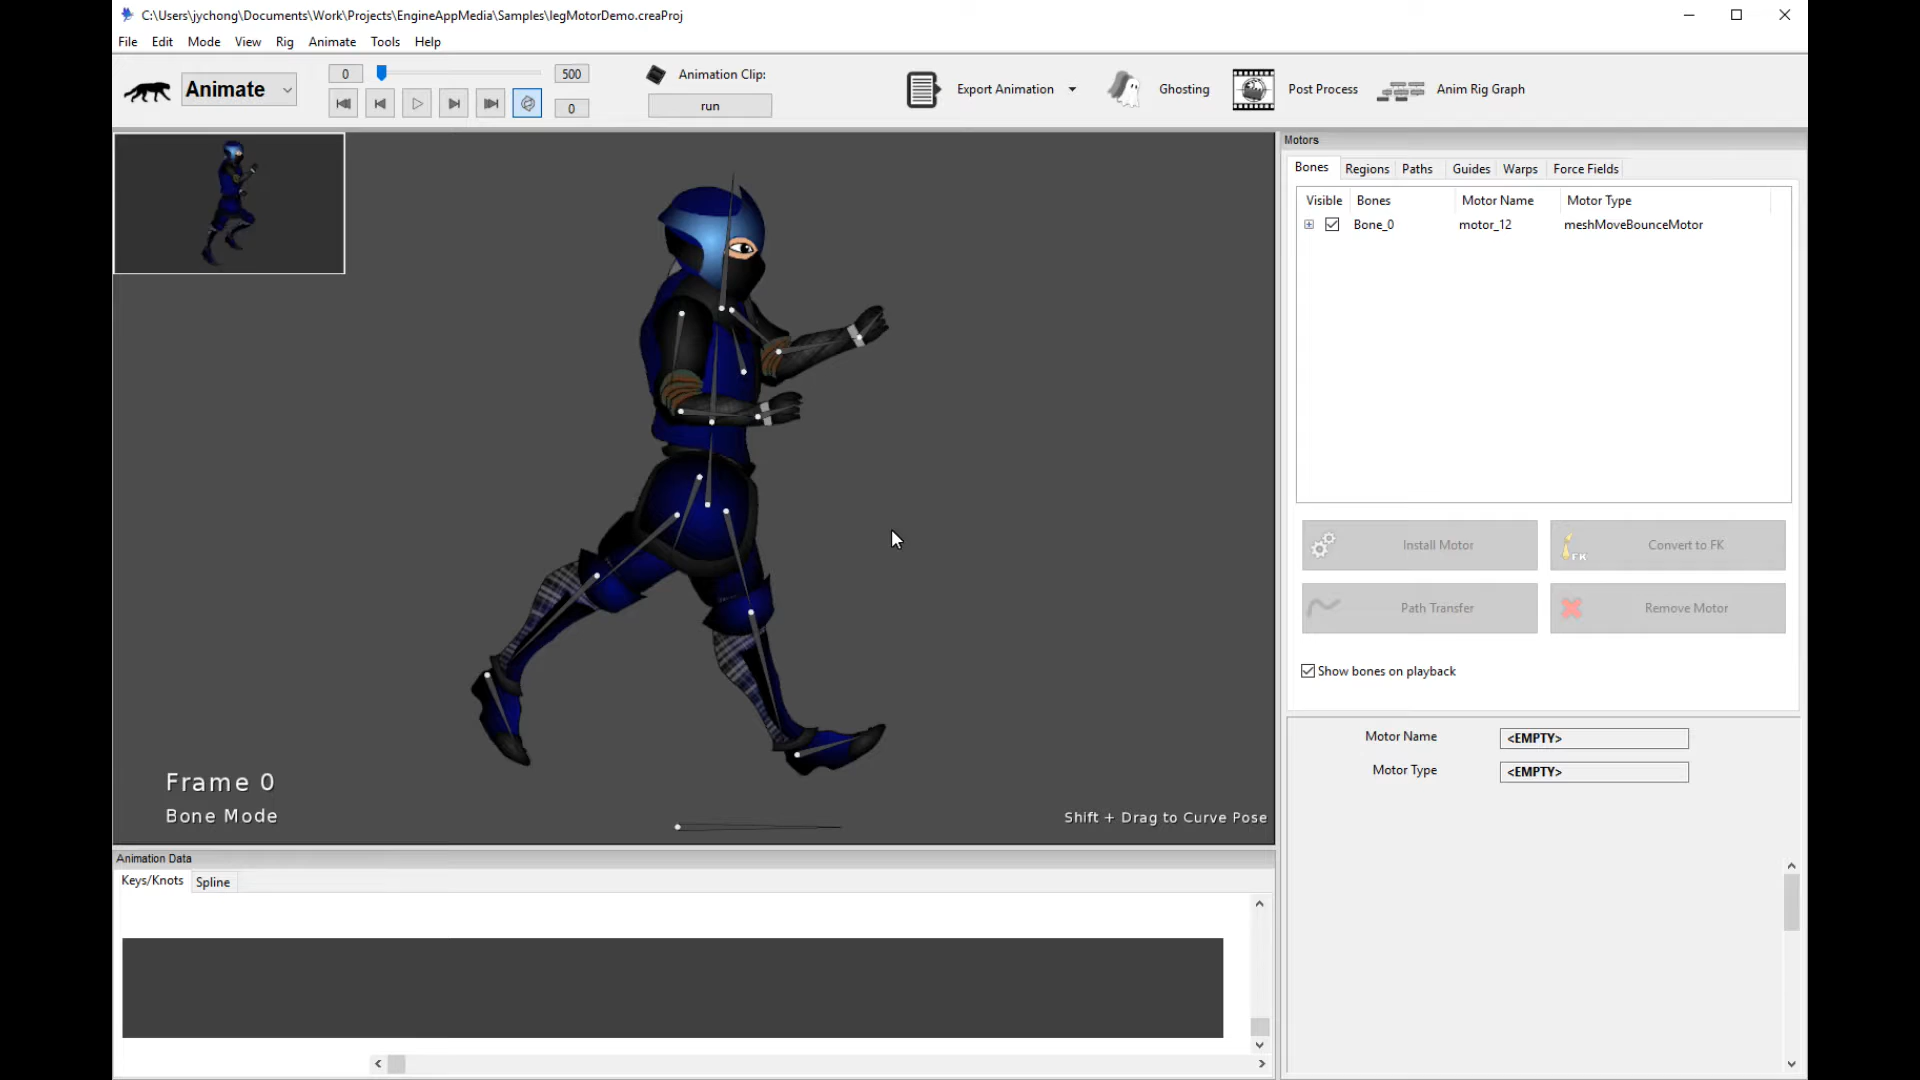 C:\Users\jychong\Documents\Work\Projects\EngineAppMedia\Samples\legMotorDemo.creaProj
File Edit Mode View Rig Animate Tools Help
Animate
0
500
0
Animation Clip:
run
Export Animation
Ghosting
Post Process
Anim Rig Graph
Motors
Bones Regions Paths Guides Warps Force Fields
Visible Bones Motor Name Motor Type
Bone_0 motor_12 meshMoveBounceMotor
Install Motor
Convert to FK
FK
Path Transfer
Remove Motor
Show bones on playback
Motor Name <EMPTY>
Motor Type <EMPTY>
Frame 0
Bone Mode
Shift + Drag to Curve Pose
Animation Data
Keys/Knots Spline